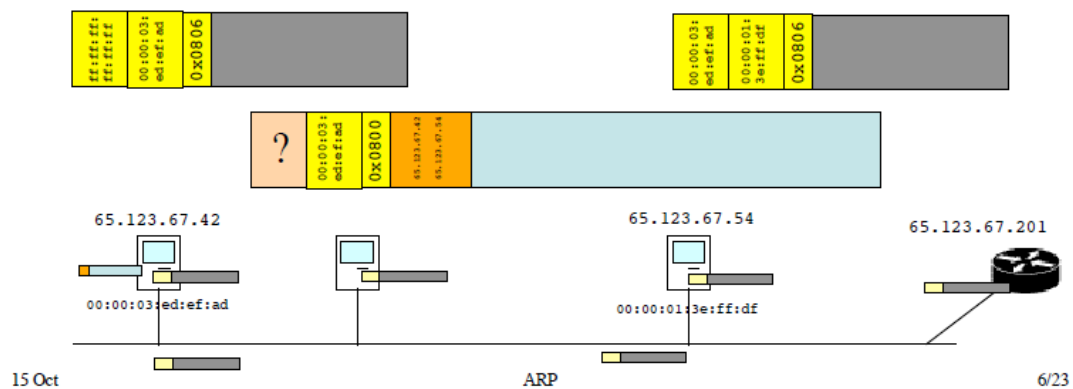 ff:ff:ff:
ff:ff:ff
00:00:03:
ed:ef:ad
0x0806
00:00:03:
ed:ef:ad
00:00:01:
3e:ff:df
0x0806
?
00:00:03:
ed:ef:ad
0x0800
65.123.67.42
65.123.67.54
65.123.67.42
65.123.67.54
65.123.67.201
00:00:03:ed:ef:ad
00:00:01:3e:ff:df
15 Oct
ARP
6/23